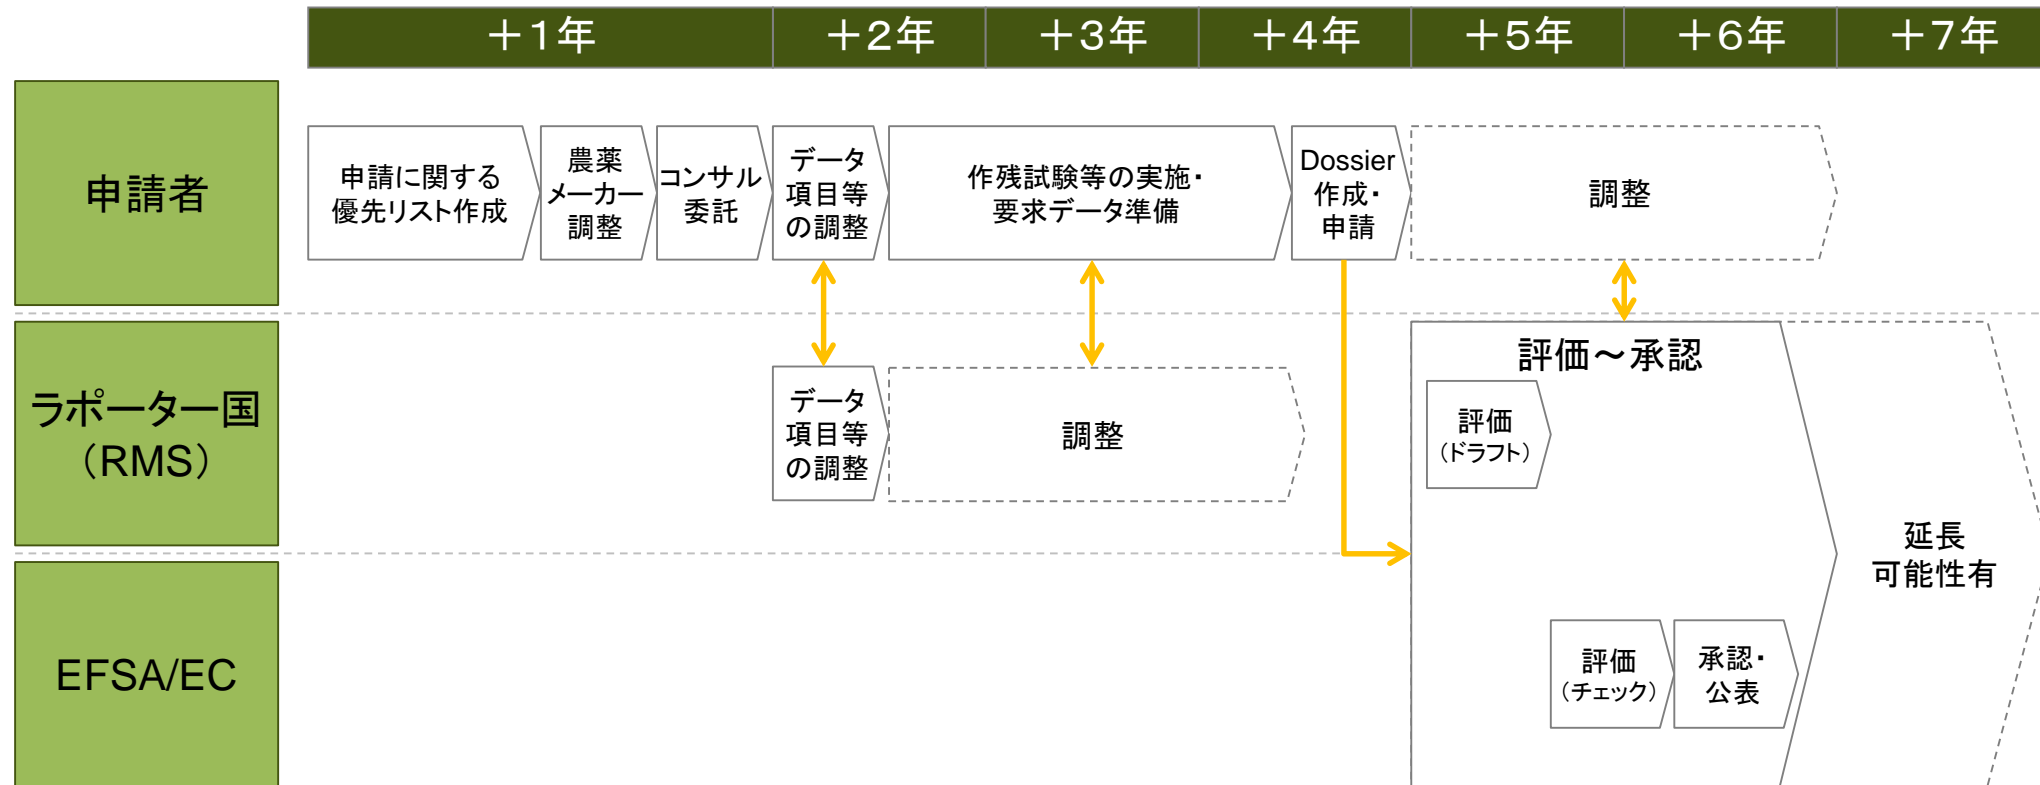 ＋1年
＋2年
＋3年
＋4年
＋5年
＋6年
＋7年
申請者
申請に関する
優先リスト作成
農薬
メーカー
調整
コンサル
委託
データ
項目等
の調整
作残試験等の実施・
要求データ準備
Dossier
作成・
申請
調整
ラポーター国
（RMS）
データ
項目等
の調整
調整
評価～承認
評価
（ドラフト）
延長
可能性有
EFSA/EC
評価
（チェック）
承認・
公表